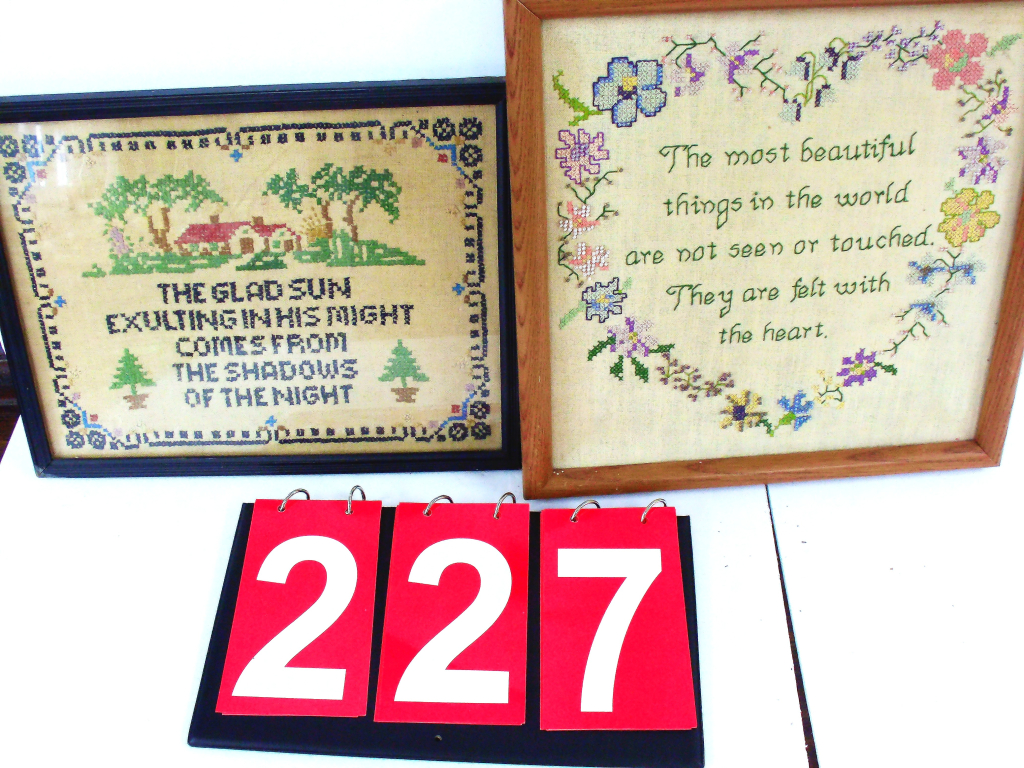 THE GLAD SUN
EXULTING IN HIS MIGHT
COMES FROM
THE SHADOWS
OF THE NIGHT
The most beautiful
things in the world
are not seen or touched.
They are felt with
the heart.
227